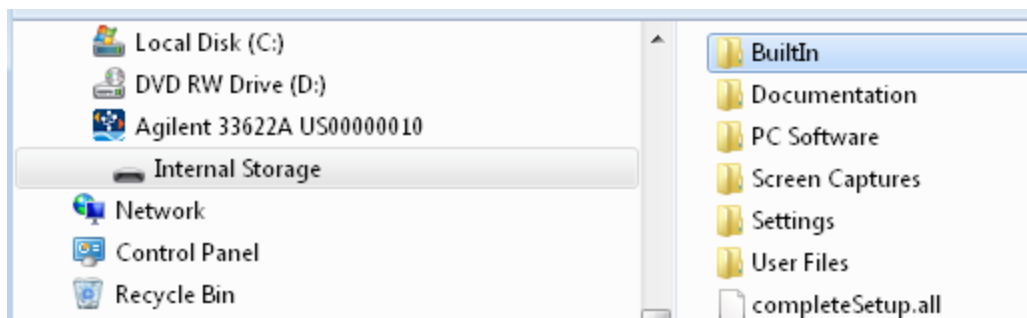 Local Disk (C:)
DVD RW Drive (D:)
Agilent 33622A US00000010
Internal Storage
Network
Control Panel
Recycle Bin
BuiltIn
Documentation
PC Software
Screen Captures
Settings
User Files
completeSetup.all